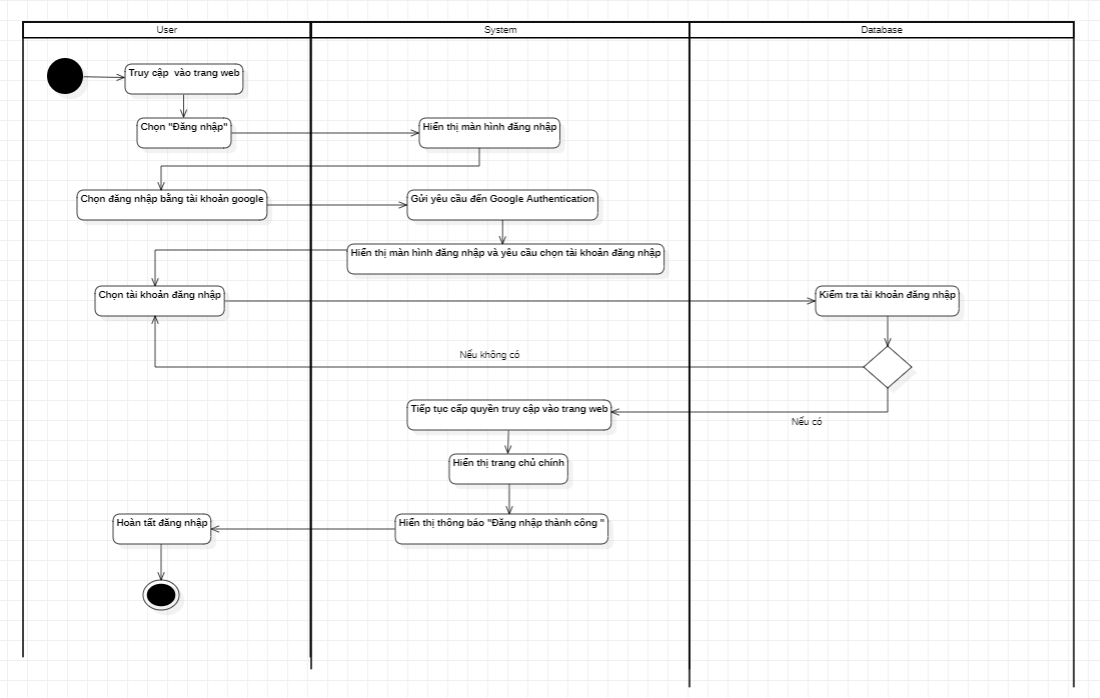 User
System
Database
Truy cập  vào trang web
Chọn "Đăng nhập"
Hiển thị màn hình đăng nhập
Chọn đăng nhập bằng tài khoản google
Gửi yêu cầu đến Google Authentication
Hiển thị màn hình đăng nhập và yêu cầu chọn tài khoản đăng nhập
Chọn tài khoản đăng nhập
Kiểm tra tài khoản đăng nhập
Nếu không có
Tiếp tục cấp quyền truy cập vào trang web
Nếu có
Hiển thị trang chủ chính
Hoàn tất đăng nhập
Hiển thị thông báo "Đăng nhập thành công "